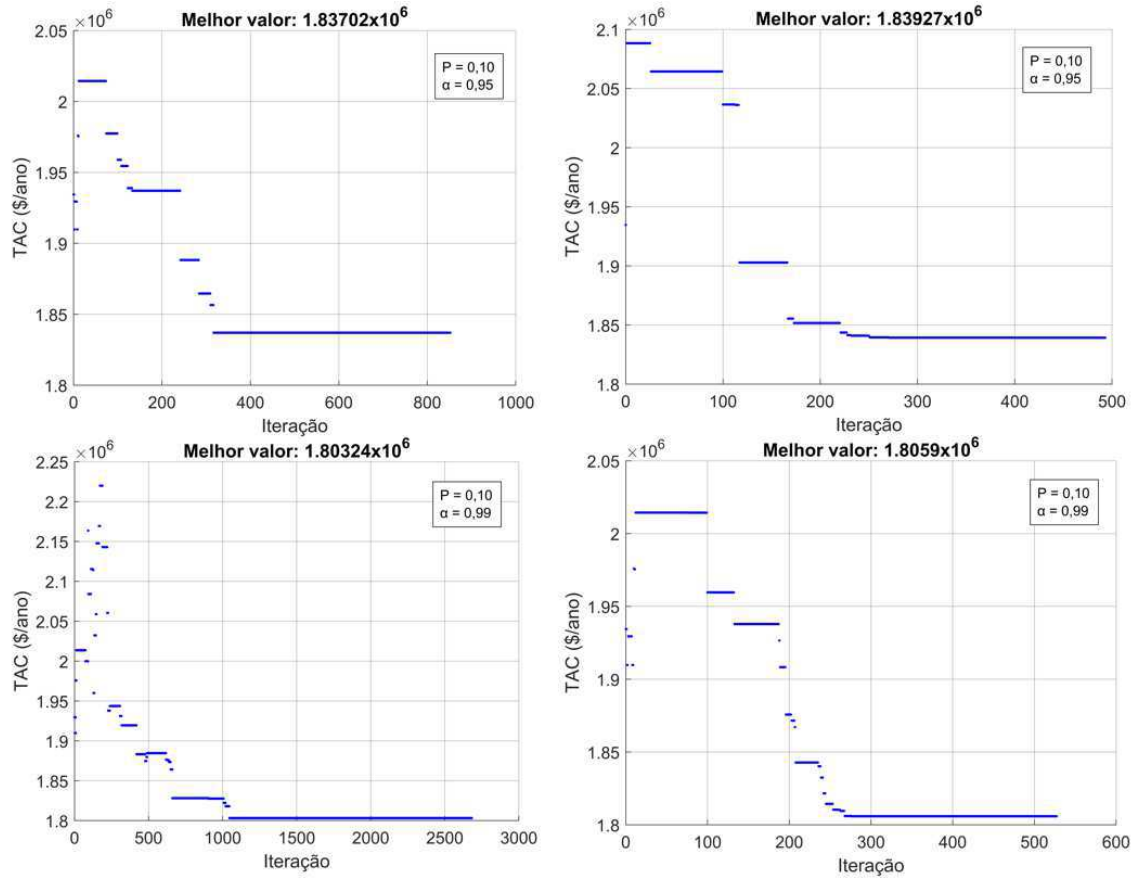 Melhor valor: 1.83702x10^6
×10^6
2.05
2
1.95
1.9
1.85
1.8
TAC ($/ano)
P = 0,10
α = 0,95
0 200 400 600 800 1000
Iteração
Melhor valor: 1.83927x10^6
×10^6
2.1
2.05
2
1.95
1.9
1.85
1.8
TAC ($/ano)
P = 0,10
α = 0,95
0 100 200 300 400 500
Iteração
Melhor valor: 1.80324x10^6
×10^6
2.25
2.2
2.15
2.1
2.05
2
1.95
1.9
1.85
1.8
TAC ($/ano)
P = 0,10
α = 0,99
0 500 1000 1500 2000 2500 3000
Iteração
Melhor valor: 1.8059x10^6
×10^6
2.05
2
1.95
1.9
1.85
1.8
TAC ($/ano)
P = 0,10
α = 0,99
0 100 200 300 400 500 600
Iteração